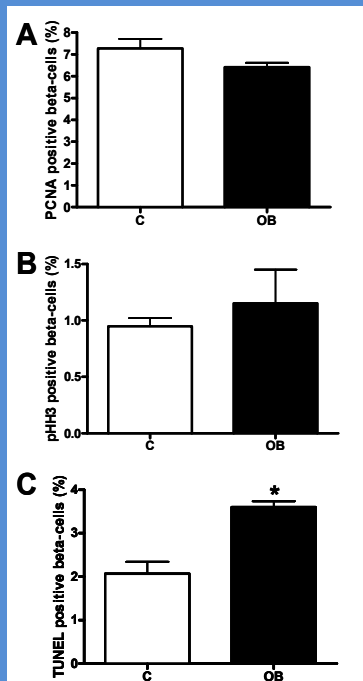 A
PCNA positive beta-cells (%)
8
7
6
5
4
3
2
1
0
C OB
B
pHH3 positive beta-cells (%)
1.5
1.0
0.5
0.0
C OB
C
TUNEL positive beta-cells (%)
4
3
2
1
0
*
C OB